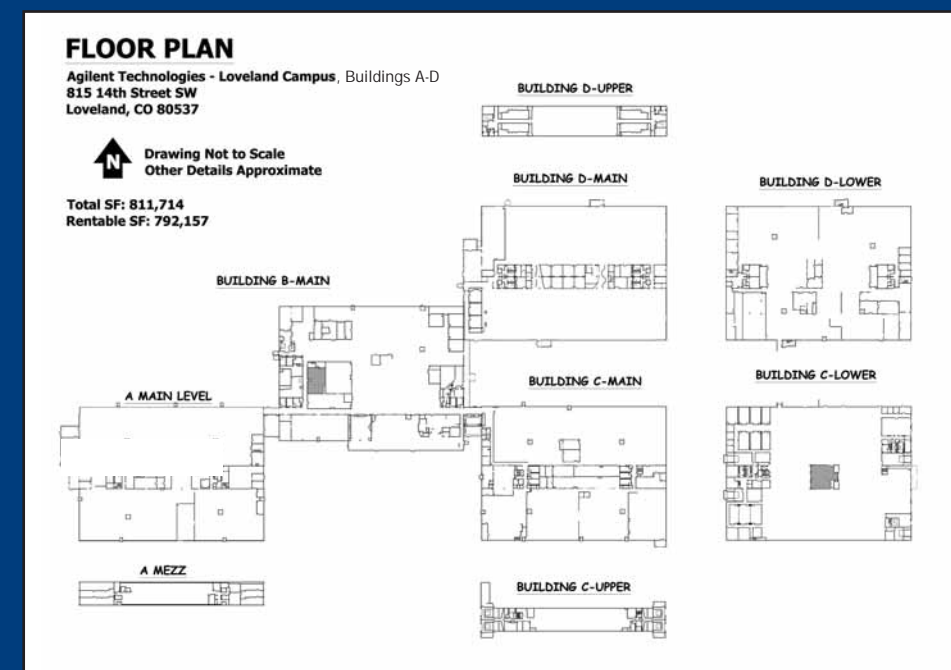 FLOOR PLAN
Agilent Technologies - Loveland Campus, Buildings A-D
815 14th Street SW
Loveland, CO 80537
N
Drawing Not to Scale
Other Details Approximate
Total SF: 811,714
Rentable SF: 792,157
BUILDING D-UPPER
BUILDING D-MAIN
BUILDING D-LOWER
BUILDING B-MAIN
BUILDING C-MAIN
BUILDING C-LOWER
A MAIN LEVEL
A MEZZ
BUILDING C-UPPER